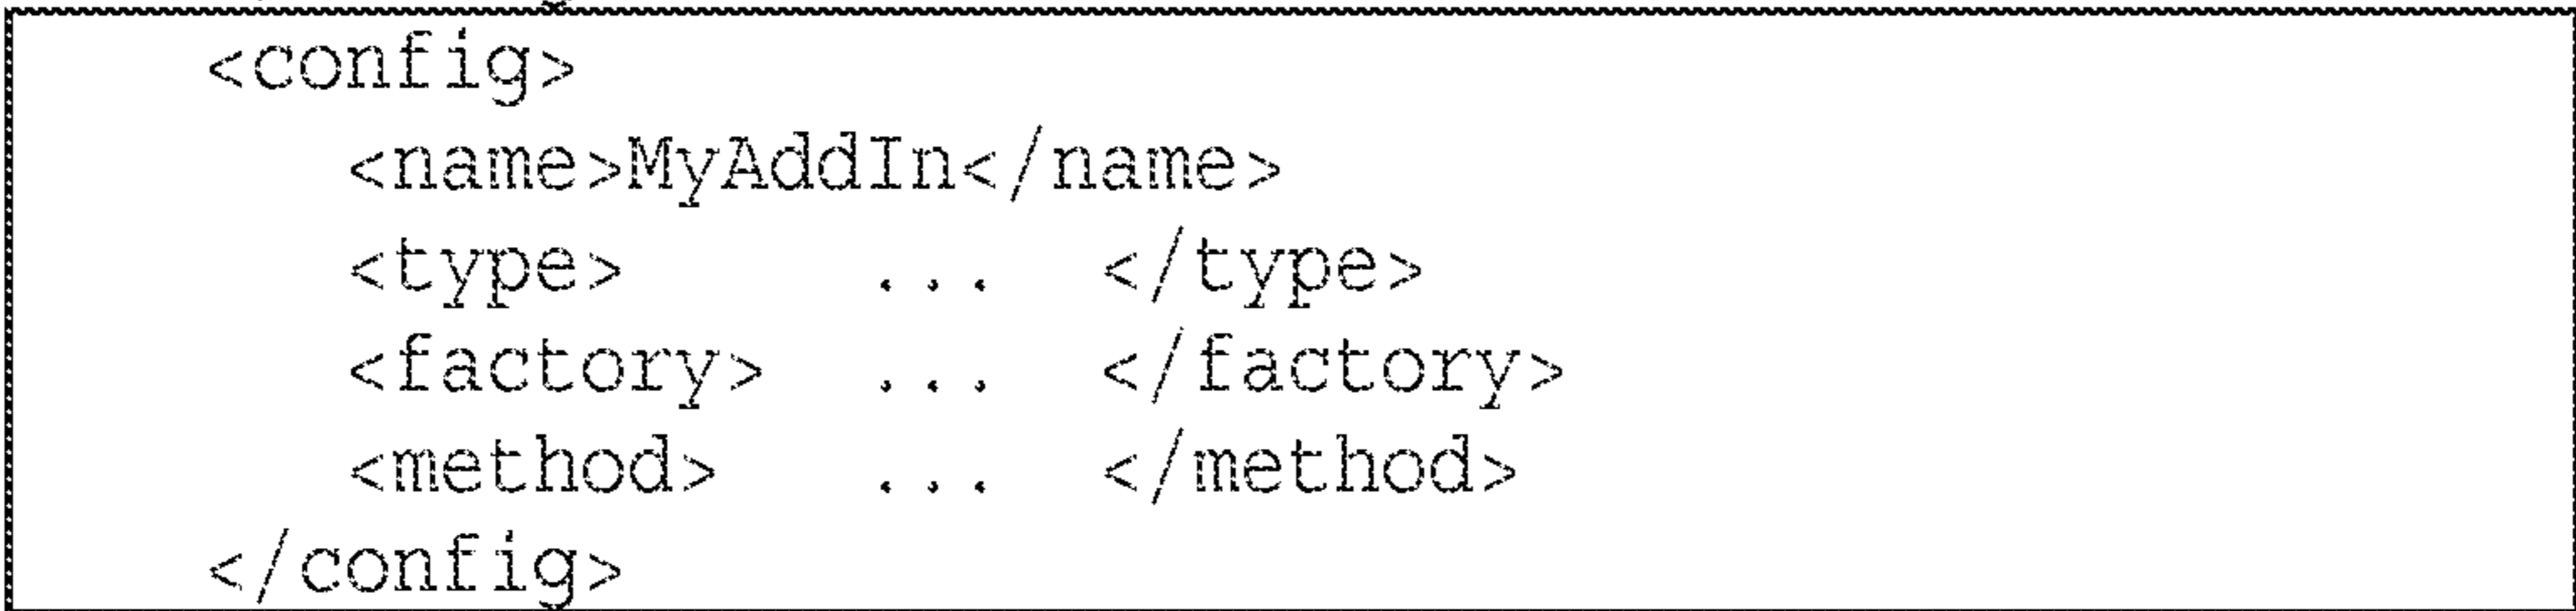 <config>
<name>MyAddIn</name>
<type> ... </type>
<factory> ... </factory>
<method> ... </method>
</config>